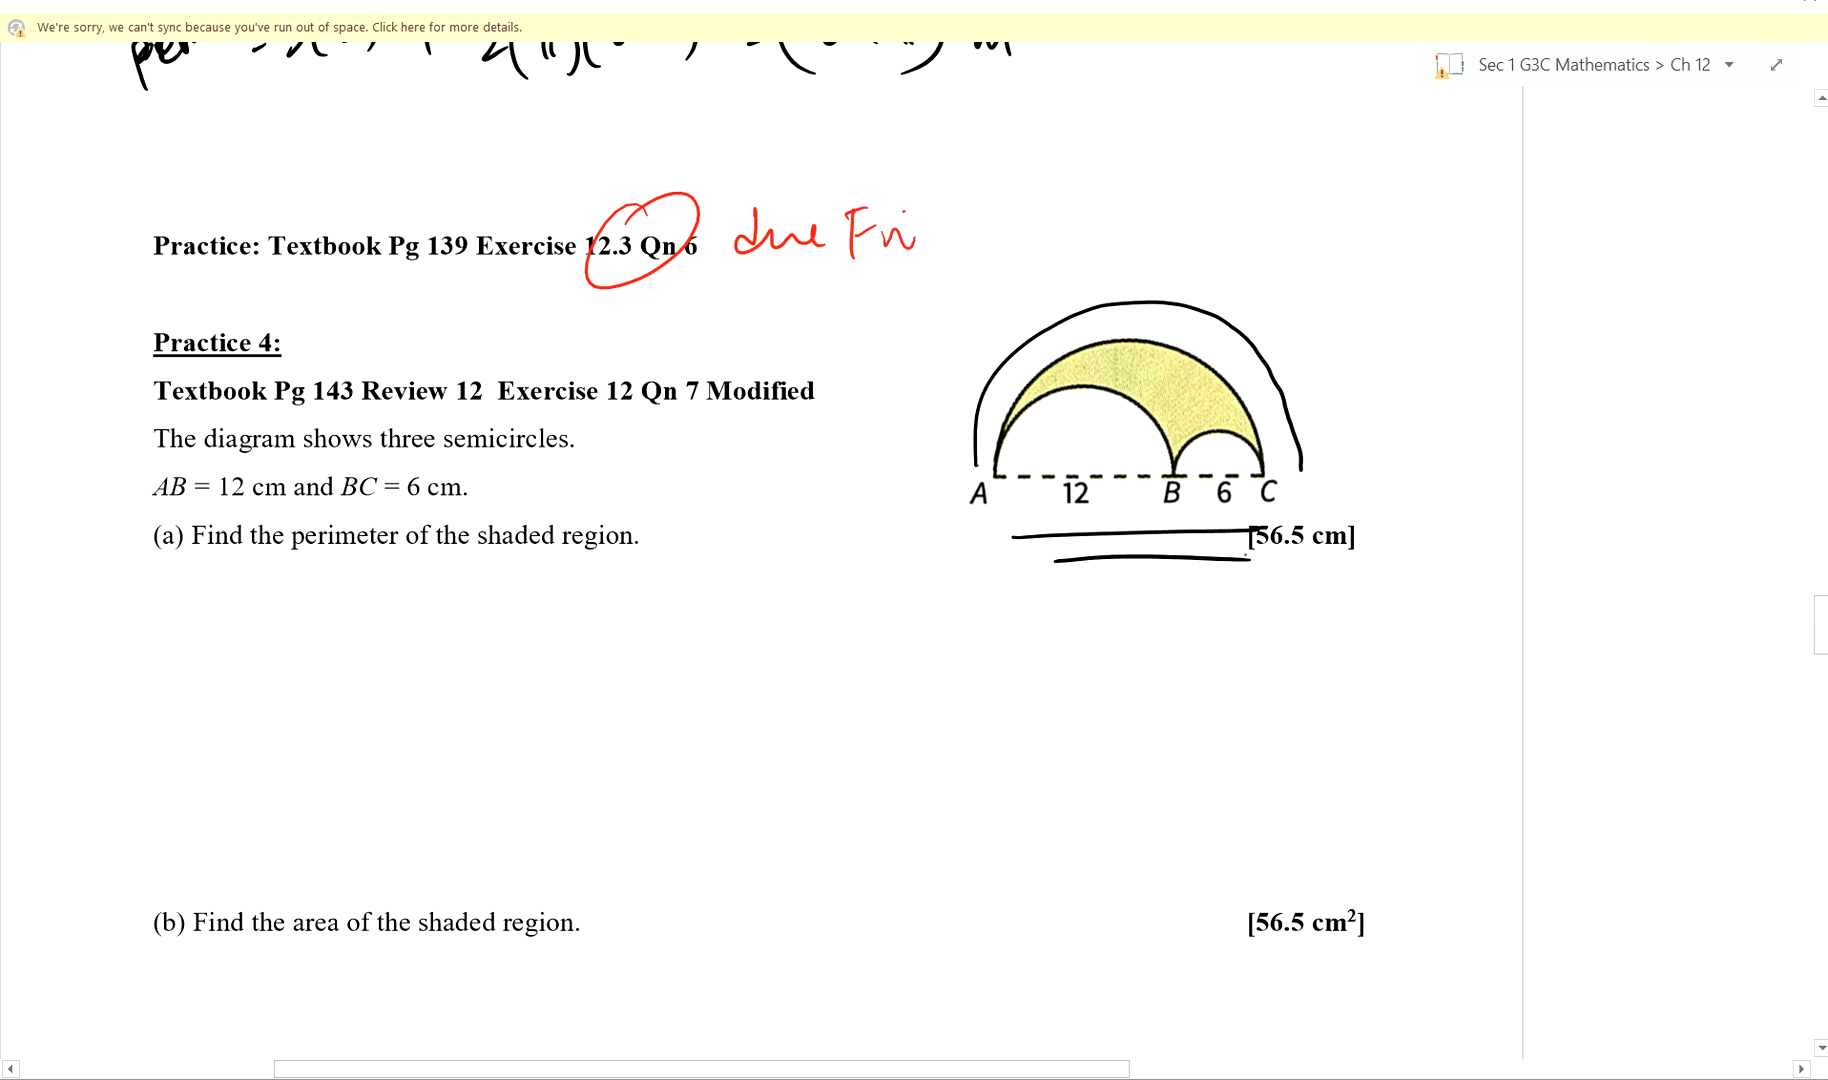 We're sorry, we can't sync because you've run out of space. Click here for more details.
Sec 1 G3C Mathematics > Ch 12
Practice: Textbook Pg 139 Exercise 12.3 Qn 6 due Fri
Practice 4:
Textbook Pg 143 Review 12 Exercise 12 Qn 7 Modified
The diagram shows three semicircles.
AB = 12 cm and BC = 6 cm.
A 12 B 6 C
(a) Find the perimeter of the shaded region. [56.5 cm]
(b) Find the area of the shaded region. [56.5 cm²]